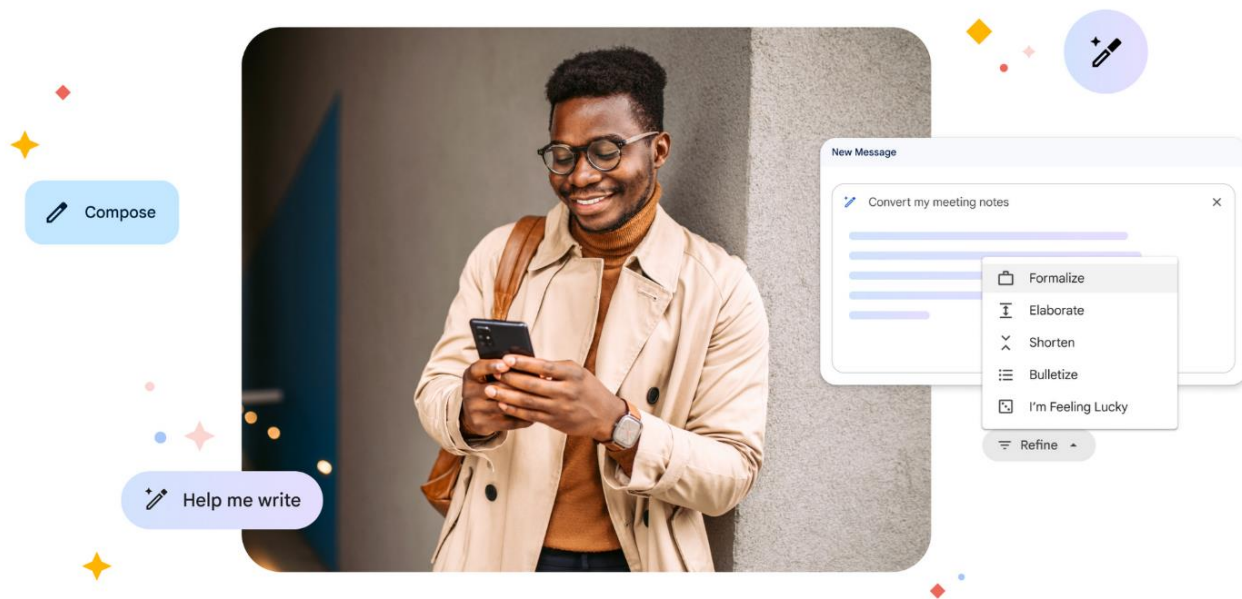 Compose
Help me write
New Message
Convert my meeting notes
Formalize
Elaborate
Shorten
Bulletize
I'm Feeling Lucky
Refine